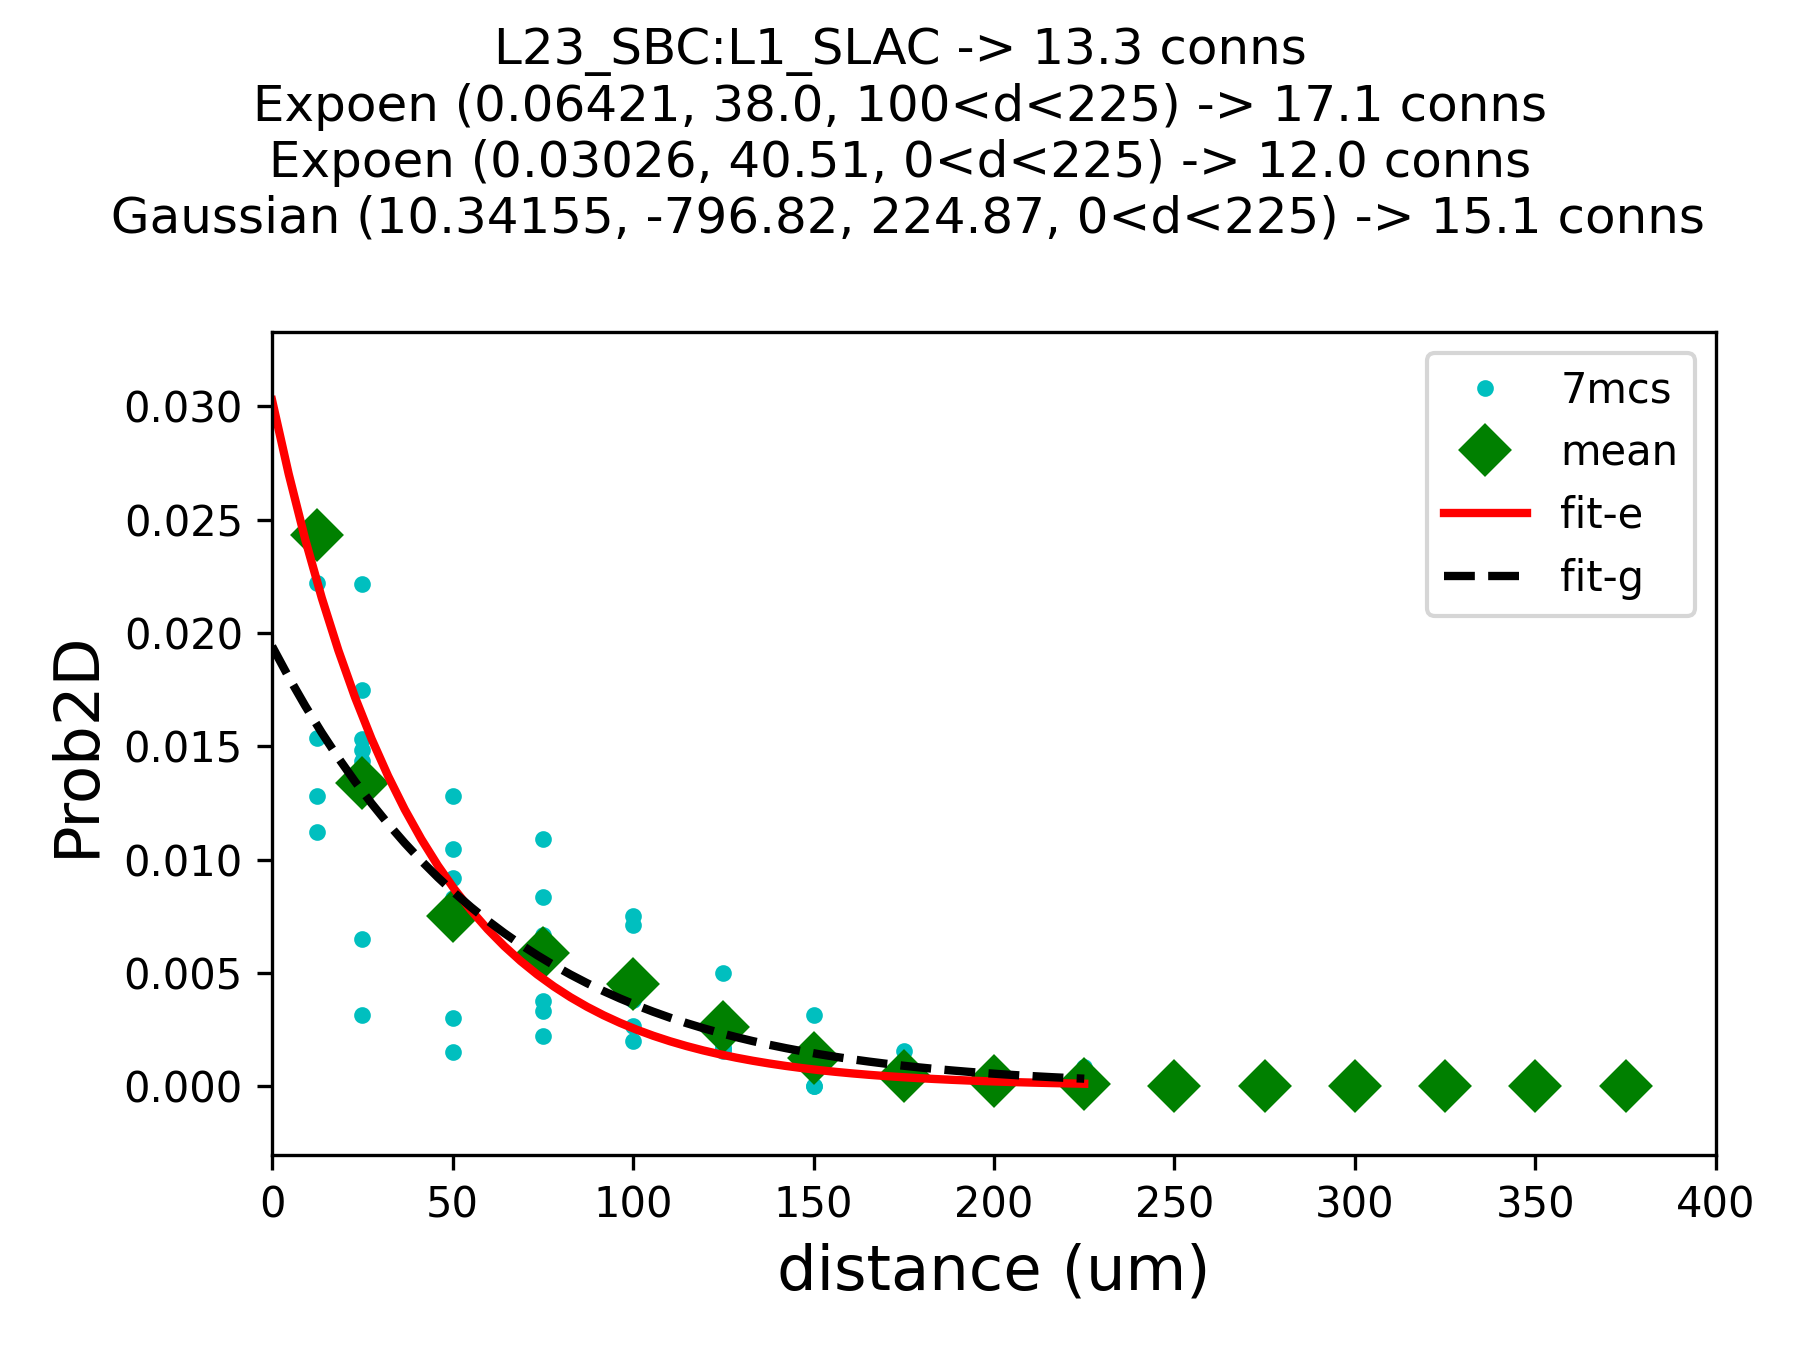 L23_SBC:L1_SLAC -> 13.3 conns
Expoen (0.06421, 38.0, 100<d<225) -> 17.1 conns
Expoen (0.03026, 40.51, 0<d<225) -> 12.0 conns
Gaussian (10.34155, -796.82, 224.87, 0<d<225) -> 15.1 conns
7mcs
mean
fit-e
fit-g
Prob2D
0.030
0.025
0.020
0.015
0.010
0.005
0.000
0 50 100 150 200 250 300 350 400
distance (um)